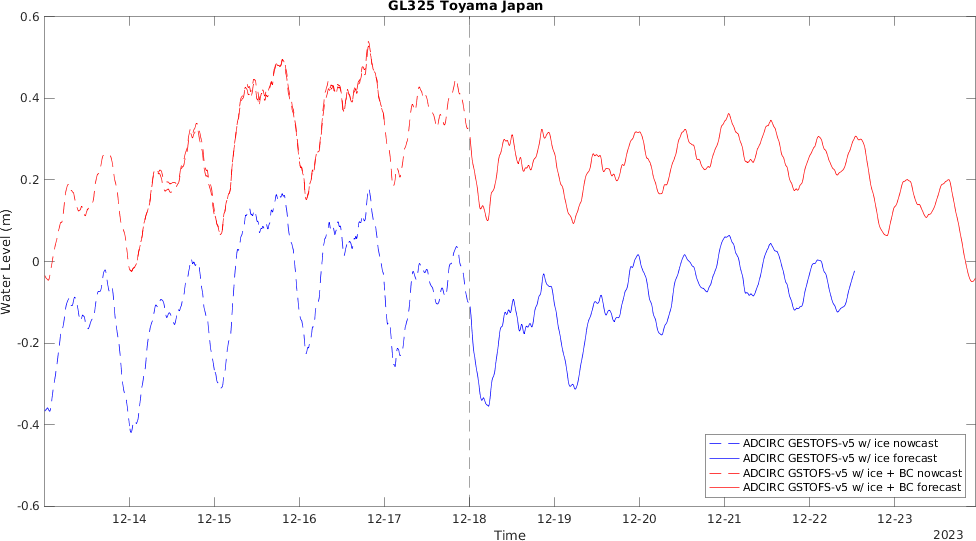 GL325 Toyama Japan
0.6
0.4
0.2
0
-0.2
-0.4
-0.6
Water Level (m)
ADCIRC GESTOFS-v5 w/ ice nowcast
ADCIRC GESTOFS-v5 w/ ice forecast
ADCIRC GSTOFS-v5 w/ ice + BC nowcast
ADCIRC GSTOFS-v5 w/ ice + BC forecast
12-14 12-15 12-16 12-17 12-18 12-19 12-20 12-21 12-22 12-23
Time
2023